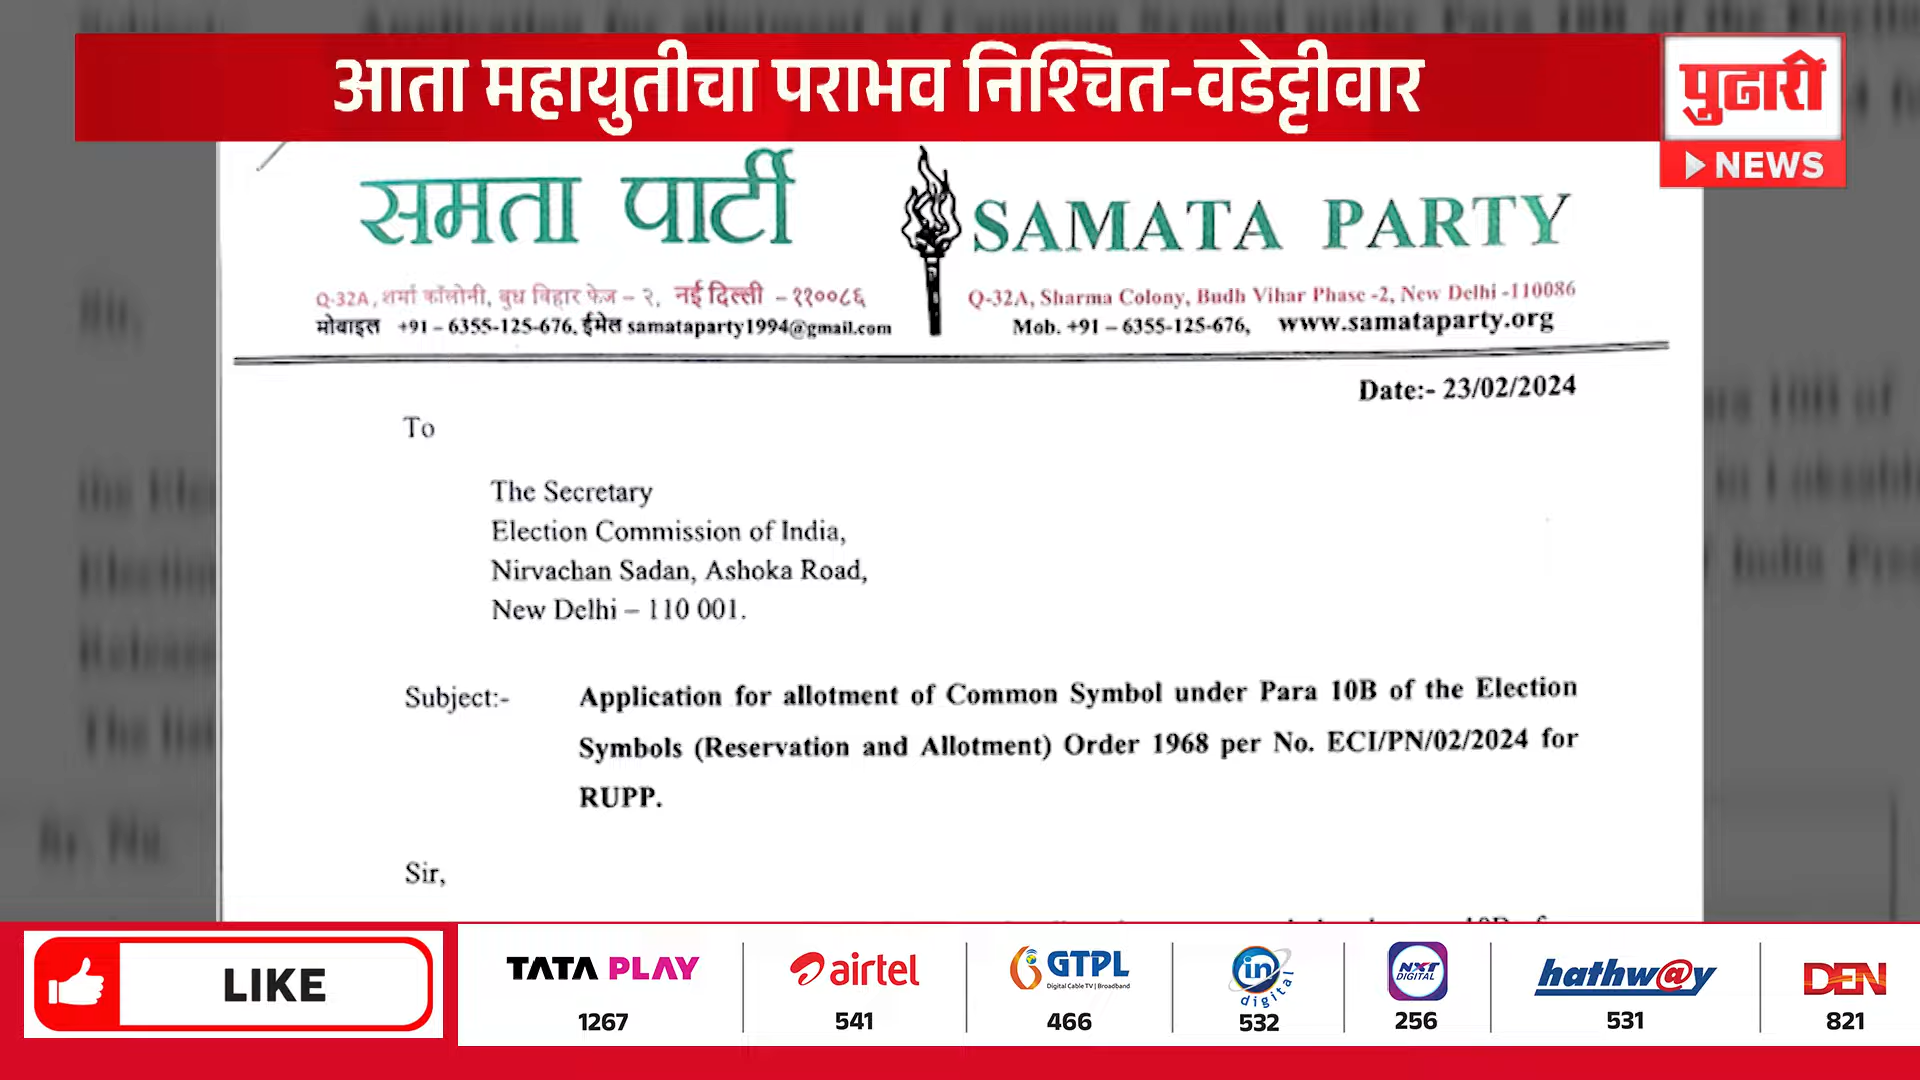 आता महायुतीचा पराभव निश्चित-वडेट्टीवार
पुढारी
NEWS
समता पार्टी
SAMATA PARTY
Q-32A, शर्मा कॉलोनी, बुध विहार फेज – २, नई दिल्ली – ११००८६
मोबाइल +91 – 6355-125-676, ईमेल samataparty1994@gmail.com
Q-32A, Sharma Colony, Budh Vihar Phase -2, New Delhi -110086
Mob. +91 – 6355-125-676, www.samataparty.org
Date:- 23/02/2024
To
The Secretary
Election Commission of India,
Nirvachan Sadan, Ashoka Road,
New Delhi – 110 001.
Subject:- Application for allotment of Common Symbol under Para 10B of the Election
Symbols (Reservation and Allotment) Order 1968 per No. ECI/PN/02/2024 for
RUPP.
Sir,
LIKE
TATA PLAY
1267
airtel
541
GTPL
Digital Cable TV | Broadband
466
in digital
532
NXT DIGITAL
256
hathw@y
531
DEN
821